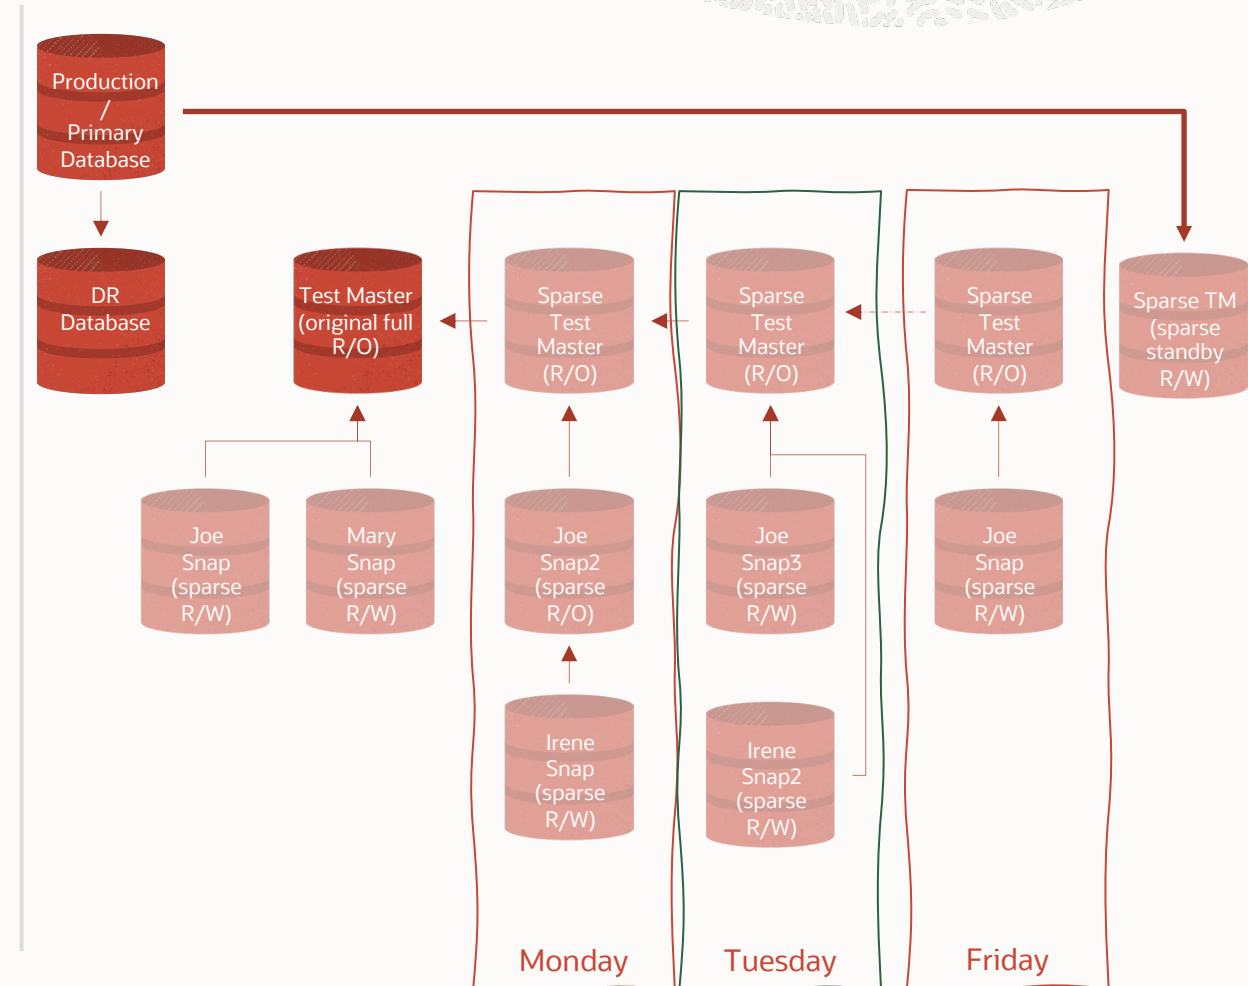 Production
/
Primary
Database
DR
Database
Test Master
(original full
R/O)
Sparse
Test
Master
(R/O)
Sparse
Test
Master
(R/O)
Sparse
Test
Master
(R/O)
Sparse TM
(sparse
standby
R/W)
Joe
Snap
(sparse
R/W)
Mary
Snap
(sparse
R/W)
Joe
Snap2
(sparse
R/O)
Joe
Snap3
(sparse
R/W)
Joe
Snap
(sparse
R/W)
Irene
Snap
(sparse
R/W)
Irene
Snap2
(sparse
R/W)
Monday
Tuesday
Friday